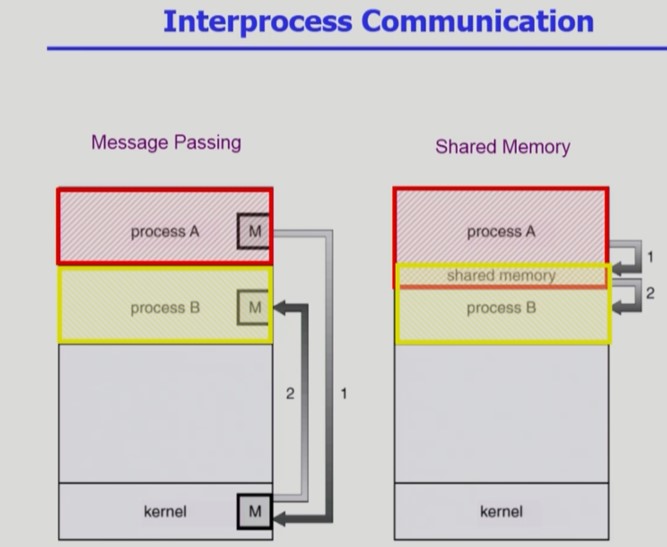 Interprocess Communication
Message Passing
process A
M
process B
M
2
1
kernel
M
Shared Memory
process A
1
shared memory
2
process B
kernel